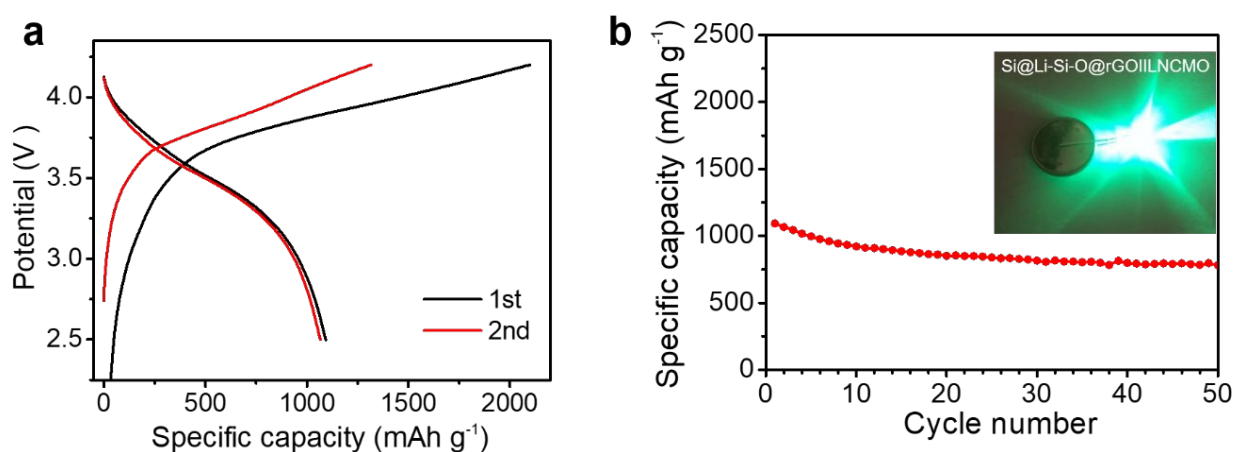 a
Potential (V)
4.0
3.5
3.0
2.5
1st
2nd
0
500
1000
1500
2000
Specific capacity (mAh g⁻¹)
b
Specific capacity (mAh g⁻¹)
2500
2000
1500
1000
500
0
Si@Li-Si-O@rGOIILNCMO
0
10
20
30
40
50
Cycle number